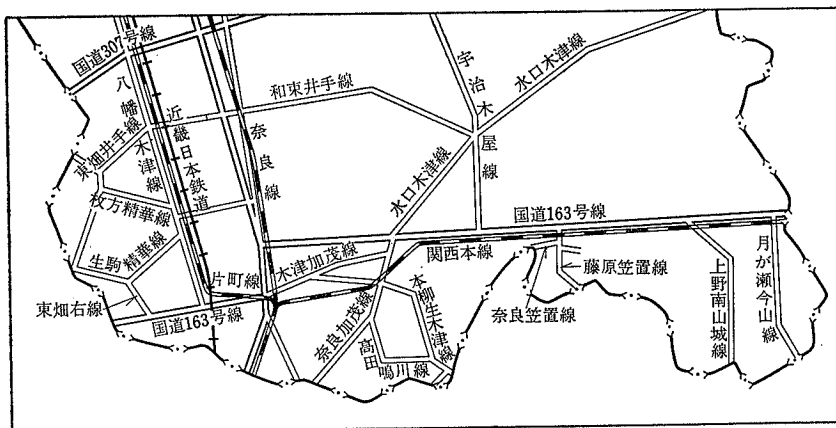 国道307号線
八幡木津線
近畿日本鉄道
奈良線
和束井手線
宇治木屋線
水口木津線
東畑井手線
枚方精華線
生駒精華線
東畑右線
国道163号線
片町線
木津加茂線
水口木津線
関西本線
国道163号線
奈良加茂線
高田鳴川線
本柳生木津線
奈良笠置線
藤原笠置線
上野南山城線
月が瀬今山線